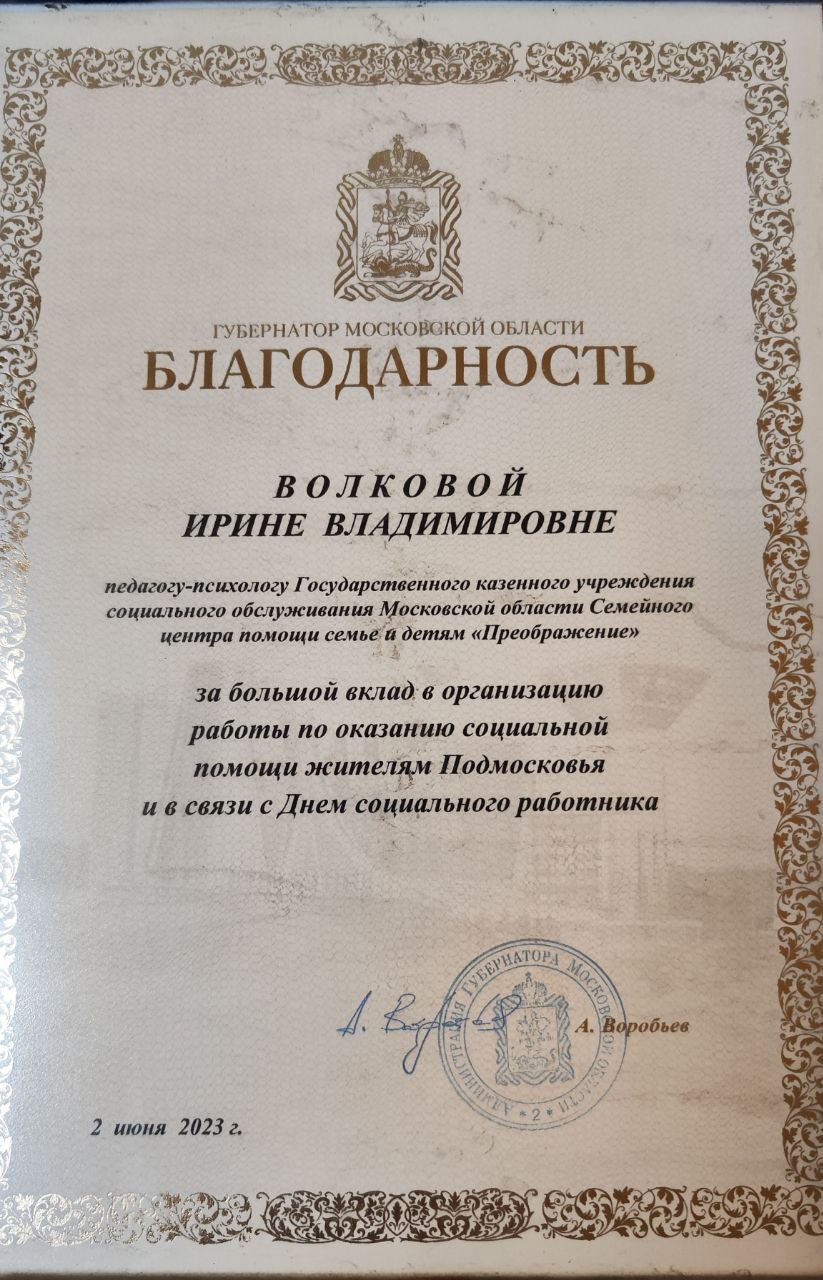 ГУБЕРНАТОР МОСКОВСКОЙ ОБЛАСТИ
БЛАГОДАРНОСТЬ
ВОЛКОВОЙ
ИРИНЕ ВЛАДИМИРОВНЕ
педагогу-психологу Государственного казенного учреждения
социального обслуживания Московской области Семейного
центра помощи семье и детям «Преображение»
за большой вклад в организацию
работы по оказанию социальной
помощи жителям Подмосковья
и в связи с Днем социального работника
АДМИНИСТРАЦИЯ ГУБЕРНАТОРА МОСКОВСКОЙ ОБЛАСТИ
* 2 *
А. Воробьев
2 июня 2023 г.